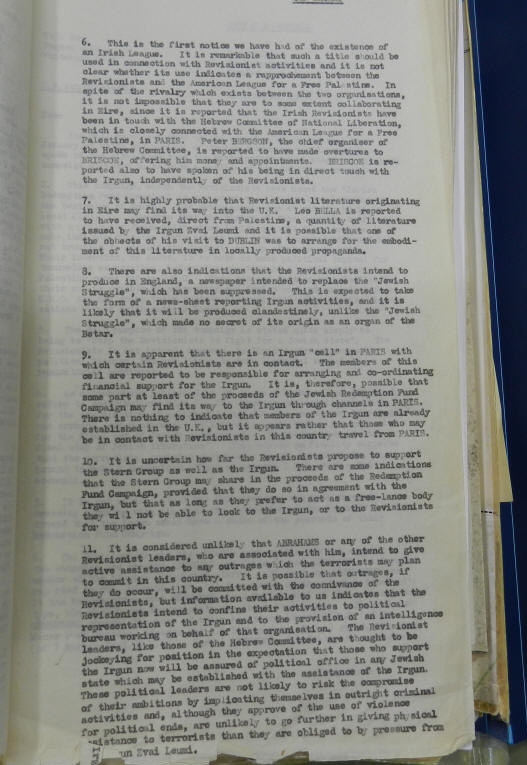 6. This is the first notice we have had of the existence of
an Irish League. It is remarkable that such a title should be
used in connection with Revisionist activities and it is not
clear whether its use indicates a rapprochement between the
Revisionists and the American League for a Free Palestine. In
spite of the rivalry which exists between the two organisations,
it is not impossible that they are to some extent collaborating
in Eire, since it is reported that the Irish Revisionists have
been in touch with the Hebrew Committee of National Liberation,
which is closely connected with the American League for a Free
Palestine, in PARIS. Peter BERGSON, the chief organiser of
the Hebrew Committee, is reported to have made overtures to
BRISCOE, offering him money and appointments. BRISCOE is re-
ported also to have spoken of his being in direct touch with
the Irgun, independently of the Revisionists.
7. It is highly probable that Revisionist literature originating
in Eire may find its way into the U.K. Leo BELLA is reported
to have received, direct from Palestine, a quantity of literature
issued by the Irgun Zvai Leumi and it is possible that one of
the obhects of his visit to DUBLIN was to arrange for the embodi-
ment of this literature in locally produced propaganda.
8. There are also indications that the Revisionists intend to
produce in England, a newspaper intended to replace the "Jewish
Struggle", which has been suppressed. This is expected to take
the form of a news-sheet reporting Irgun activities, and it is
likely that it will be produced clandestinely, unlike the "Jewish
Struggle", which made no secret of its origin as an organ of the
Betar.
9. It is apparent that there is an Irgun "cell" in PARIS with
which certain Revisionists are in contact. The members of this
cell are reported to be responsible for arranging and co-ordinating
financial support for the Irgun. It is, therefore, possible that
some part at least of the proceeds of the Jewish Redemption Fund
Campaign may find its way to the Irgun through channels in PARIS.
There is nothing to indicate that members of the Irgun are already
established in the U.K., but it appears rather that those who may
be in contact with Revisionists in this country travel from PARIS.
10. It is uncertain how far the Revisionists propose to support
the Stern Group as well as the Irgun. There are some indications
that the Stern Group may share in the proceeds of the Redemption
Fund Campaign, provided that they do so in agreement with the
Irgun, but that as long as they prefer to act as a free-lance body
they will not be able to look to the Irgun, or to the Revisionists
for support.
11. It is considered unlikely that ABRAHAMS or any of the other
Revisionist leaders, who are associated with him, intend to give
active assistance to any outrages which the terrorists may plan
to commit in this country. It is possible that outrages, if
they do occur, will be committed with the connivance of the
Revisionists, but information available to us indicates that the
Revisionists intend to confine their activities to political
representation of the Irgun and to the provision of an intelligence
bureau working on behalf of that organisation. The Revisionist
leaders, like those of the Hebrew Committee, are thought to be
jockeying for position in the expectation that those who support
the Irgun now will be assured of political office in any Jewish
state which may be established with the assistance of the Irgun.
These political leaders are not likely to risk the compromise
of their ambitions by implicating themselves in outright criminal
activities and, although they approve of the use of violence
for political ends, are unlikely to go further in giving physical
assistance to terrorists than they are obliged to by pressure from
Zvai Leumi.